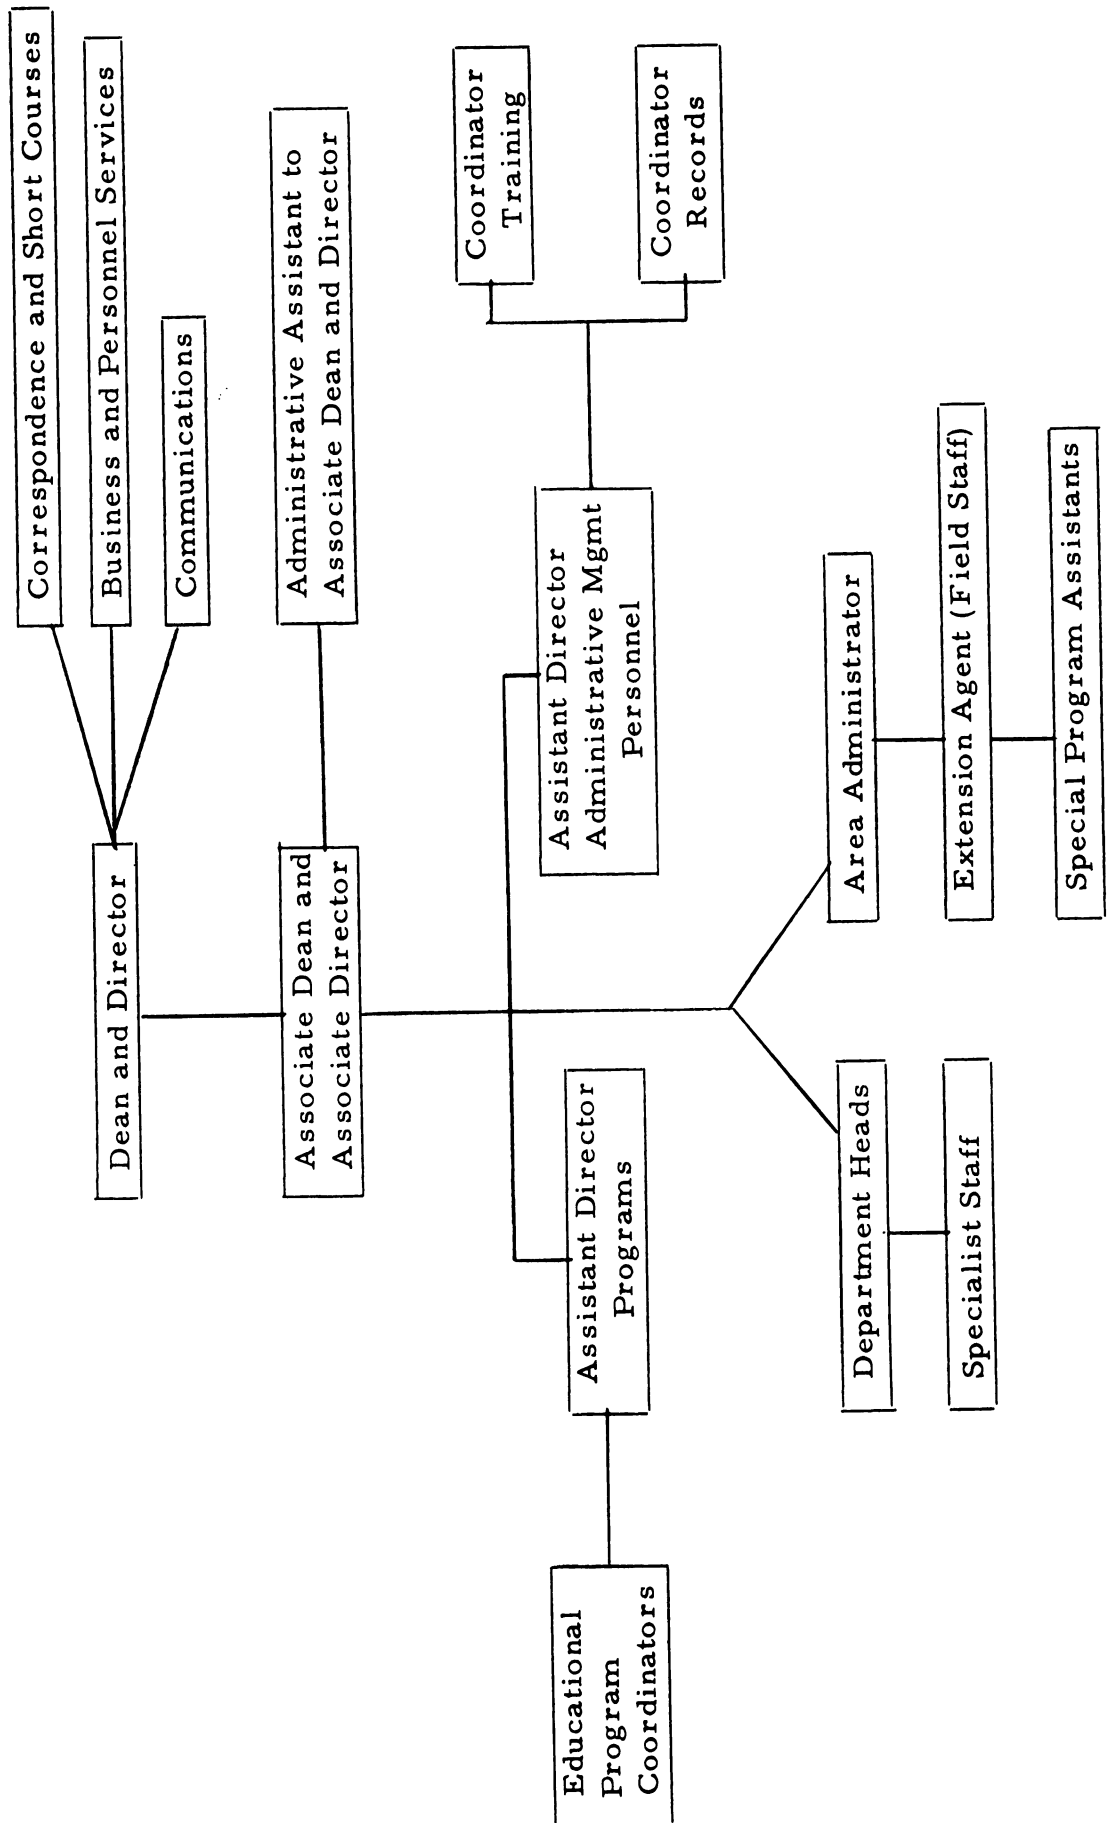 Correspondence and Short Courses
Business and Personnel Services
Communications
Dean and Director
Associate Dean and
Associate Director
Administrative Assistant to
Associate Dean and Director
Coordinator
Training
Coordinator
Records
Assistant Director
Administrative Mgmt
Personnel
Assistant Director
Programs
Educational
Program
Coordinators
Department Heads
Specialist Staff
Area Administrator
Extension Agent (Field Staff)
Special Program Assistants